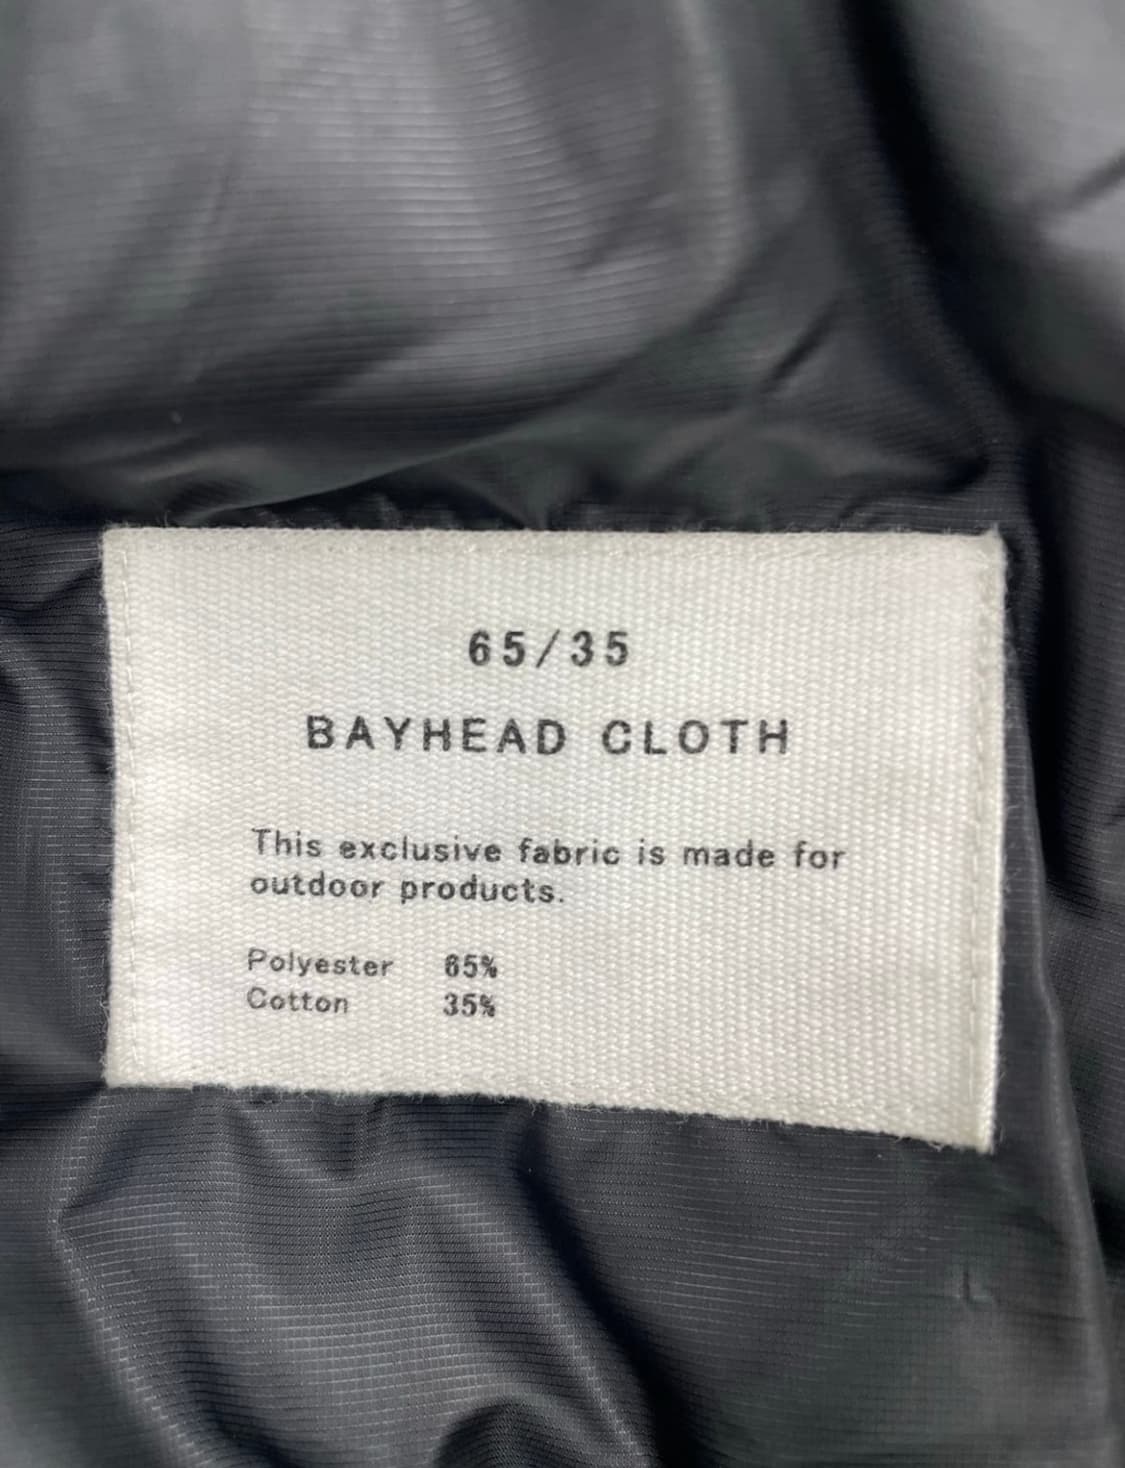 65/35
BAYHEAD CLOTH
This exclusive fabric is made for
outdoor products.
Polyester 65%
Cotton 35%